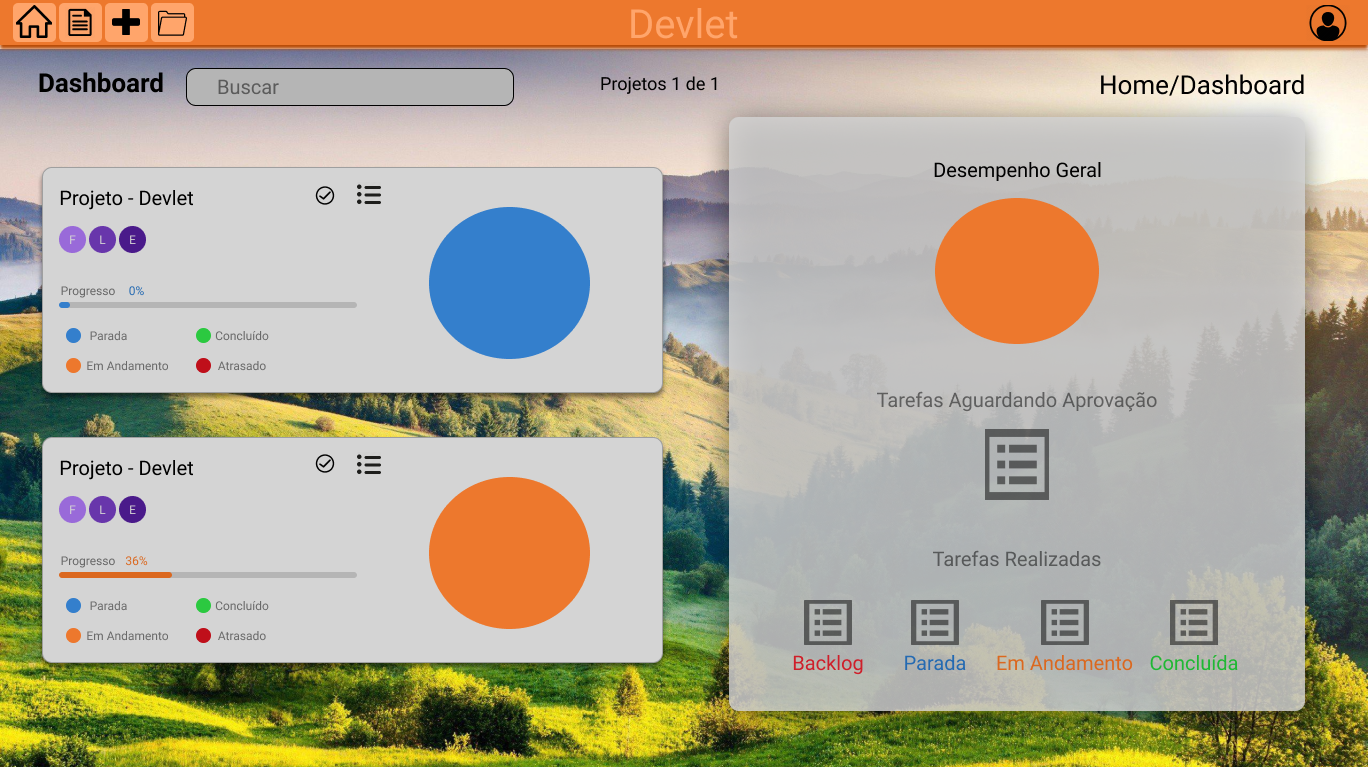 Devlet
Dashboard
Buscar
Projetos 1 de 1
Home/Dashboard
Projeto - Devlet
F L E
Progresso 0%
Parada
Concluído
Em Andamento
Atrasado
Projeto - Devlet
F L E
Progresso 36%
Parada
Concluído
Em Andamento
Atrasado
Desempenho Geral
Tarefas Aguardando Aprovação
Tarefas Realizadas
Backlog
Parada
Em Andamento
Concluída